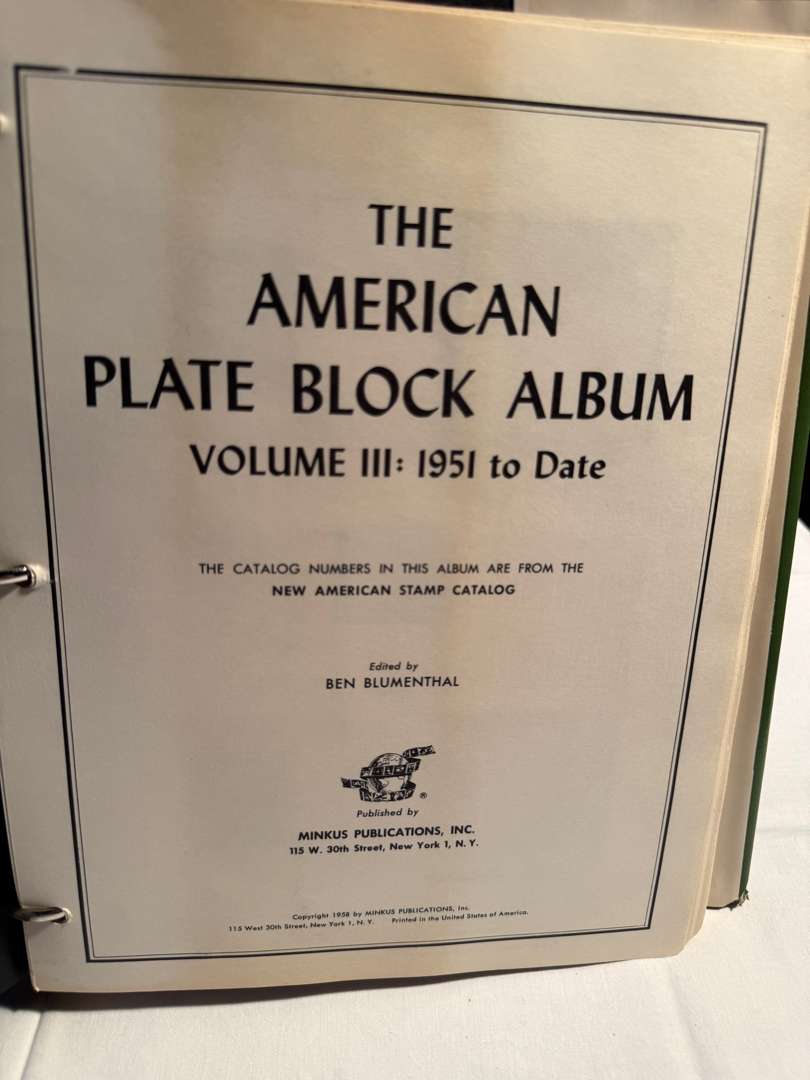 THE
AMERICAN
PLATE BLOCK ALBUM
VOLUME III: 1951 to Date
THE CATALOG NUMBERS IN THIS ALBUM ARE FROM THE
NEW AMERICAN STAMP CATALOG
Edited by
BEN BLUMENTHAL
®
Published by
MINKUS PUBLICATIONS, INC.
115 W. 30th Street, New York 1, N. Y.
Copyright 1958 by MINKUS PUBLICATIONS, Inc.
115 West 30th Street, New York 1, N. Y. Printed in the United States of America.